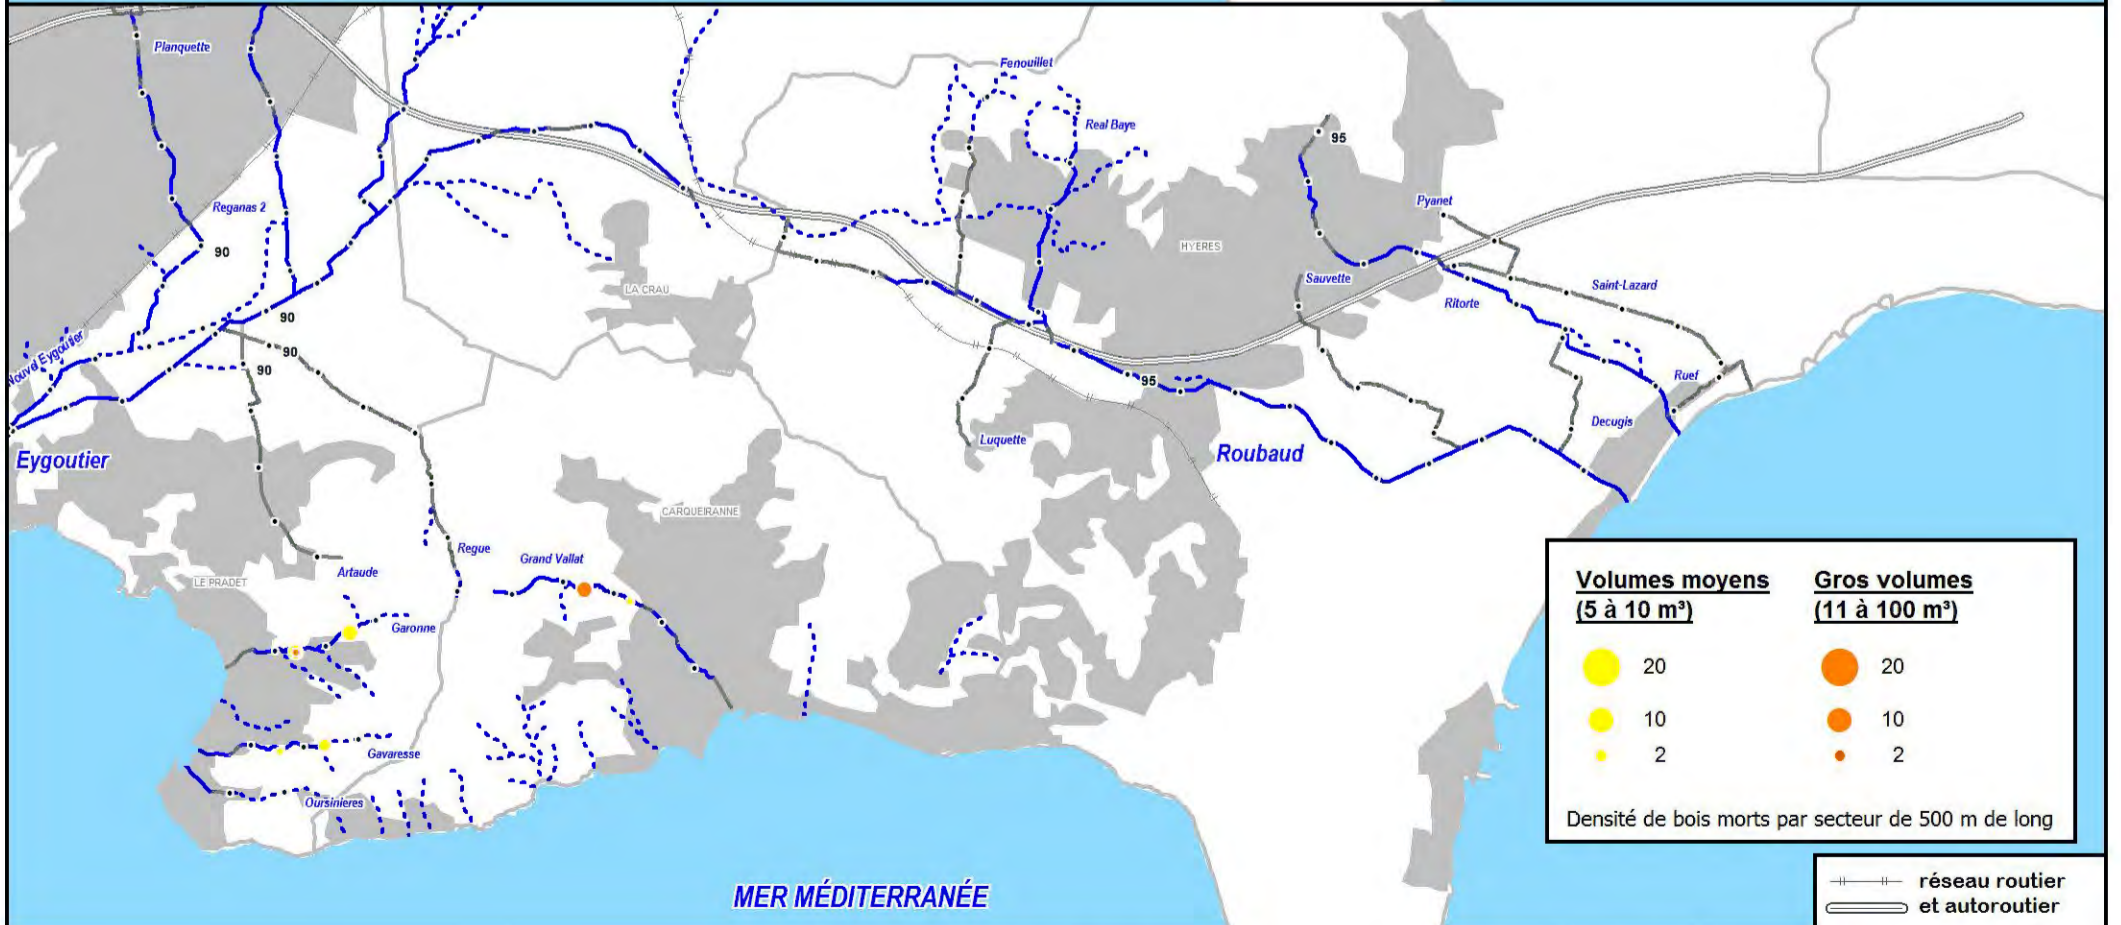 Planquette
Fenouillet
Real Baye
95
Reganas 2
Pyanet
90
HYERES
Sauvette
Saint-Lazard
LA CRAU
Ritorte
90
Nouvel Eygoutier
90
90
95
Ruef
Decugis
Luquette
Eygoutier
Roubaud
CARQUEIRANNE
Regue
Grand Vallat
Artaude
LE PRADET
Garonne
Gavaresse
Oursinieres
MER MÉDITERRANÉE
Volumes moyens
(5 à 10 m³)
20
10
2
Gros volumes
(11 à 100 m³)
20
10
2
Densité de bois morts par secteur de 500 m de long
réseau routier
et autoroutier